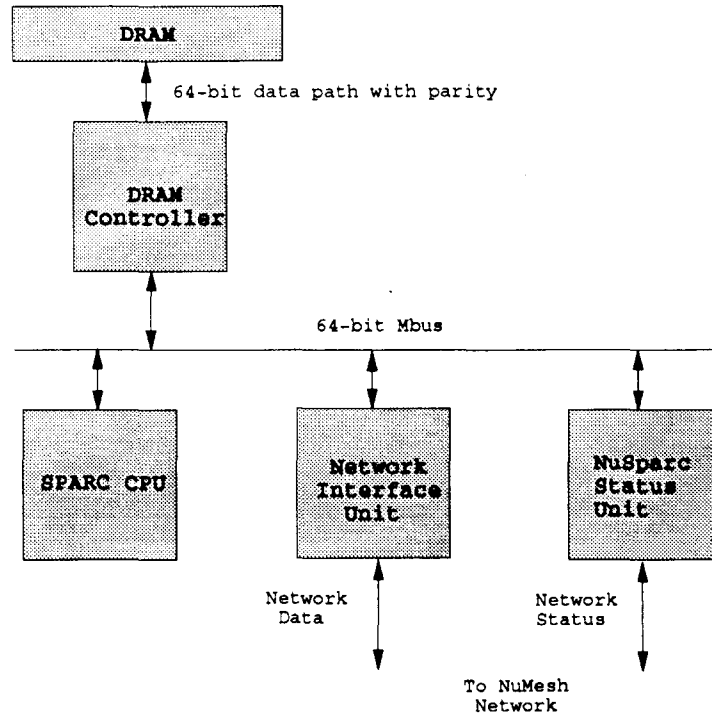 DRAM
64-bit data path with parity
DRAM
Controller
64-bit Mbus
SPARC CPU
Network
Interface
Unit
NuSparc
Status
Unit
Network
Data
Network
Status
To NuMesh
Network